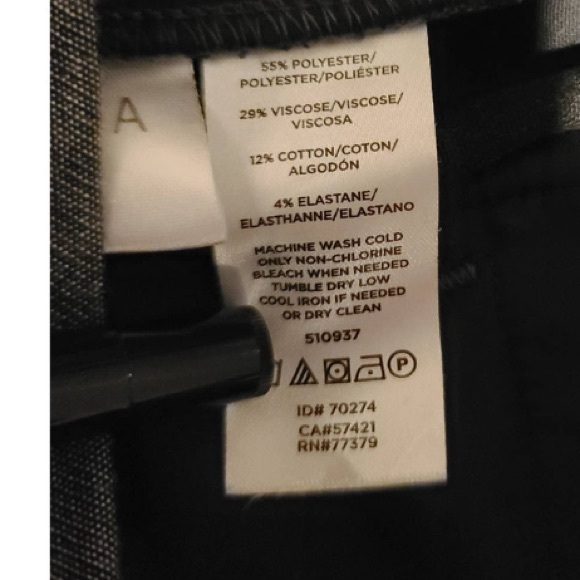 A
55% POLYESTER/
POLYESTER/POLIÉSTER
29% VISCOSE/VISCOSE/
VISCOSA
12% COTTON/COTON/
ALGODÓN
4% ELASTANE/
ELASTHANNE/ELASTANO
MACHINE WASH COLD
ONLY NON-CHLORINE
BLEACH WHEN NEEDED
TUMBLE DRY LOW
COOL IRON IF NEEDED
OR DRY CLEAN
510937
P
ID# 70274
CA#57421
RN#77379